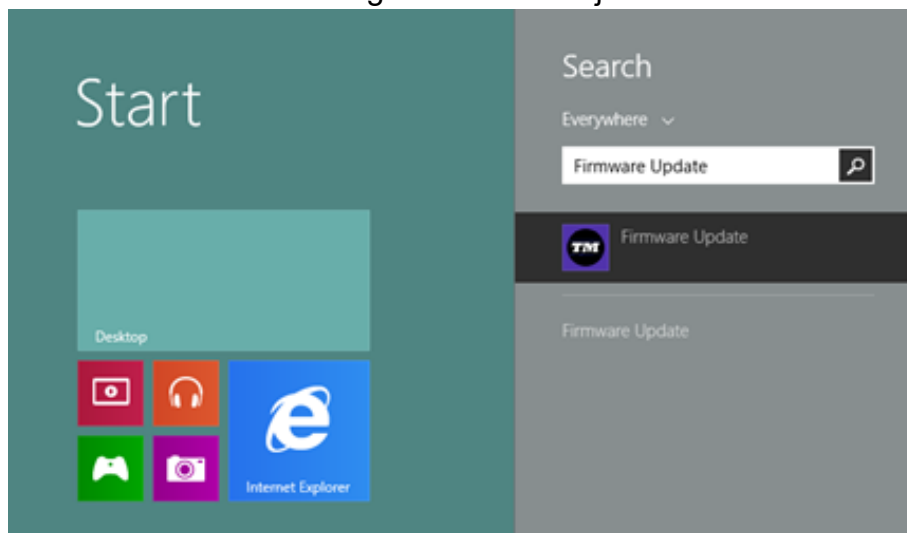 Start
Desktop
Internet Explorer
Search
Everywhere
Firmware Update
TM
Firmware Update
Firmware Update